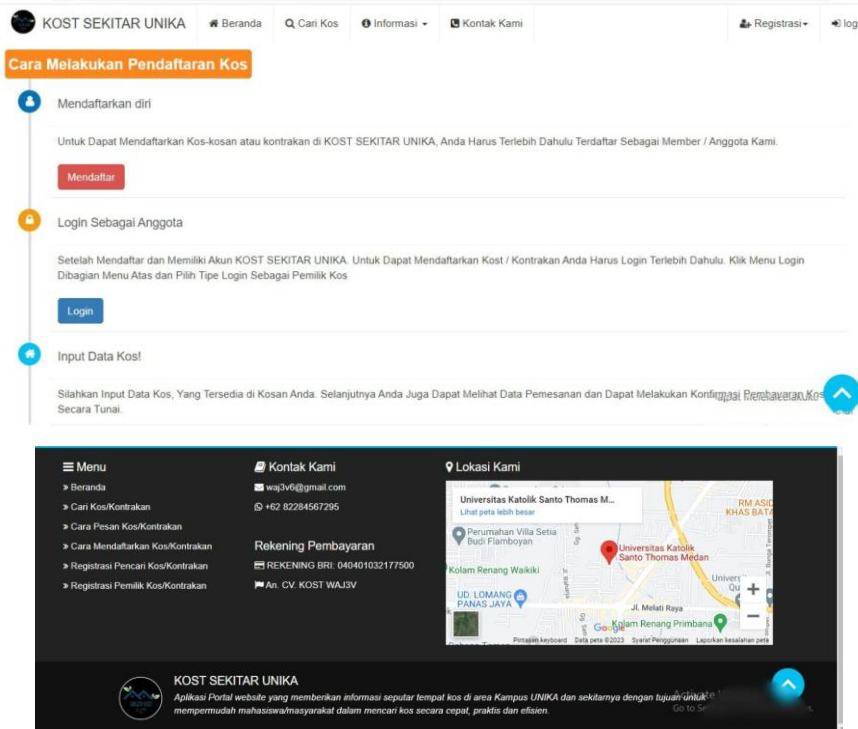 KOST SEKITAR UNIKA Beranda Cari Kos Informasi Kontak Kami Registrasi log
Cara Melakukan Pendaftaran Kos
Mendaftarkan diri
Untuk Dapat Mendaftarkan Kos-kosan atau kontrakan di KOST SEKITAR UNIKA, Anda Harus Terlebih Dahulu Terdaftar Sebagai Member / Anggota Kami.
Mendaftar
Login Sebagai Anggota
Setelah Mendaftar dan Memiliki Akun KOST SEKITAR UNIKA. Untuk Dapat Mendaftarkan Kost / Kontrakan Anda Harus Login Terlebih Dahulu. Klik Menu Login
Dibagian Menu Atas dan Pilih Tipe Login Sebagai Pemilik Kos
Login
Input Data Kos!
Silahkan Input Data Kos, Yang Tersedia di Kosan Anda. Selanjutnya Anda Juga Dapat Melihat Data Pemesanan dan Dapat Melakukan Konfirmasi Pembayaran Kos
Secara Tunai.
Menu
» Beranda
» Cari Kos/Kontrakan
» Cara Pesan Kos/Kontrakan
» Cara Mendaftarkan Kos/Kontrakan
» Registrasi Pencari Kos/Kontrakan
» Registrasi Pemilik Kos/Kontrakan
Kontak Kami
waj3v6@gmail.com
+62 82284567295
Rekening Pembayaran
REKENING BRI: 040401032177500
An. CV. KOST WAJ3V
Lokasi Kami
Universitas Katolik Santo Thomas M...
Lihat peta lebih besar
RM ASIC
KHAS BATA
Perumahan Villa Setia
Budi Flamboyan
Universitas Katolik
Santo Thomas Medan
Kolam Renang Waikiki
UD. LOMANG
PANAS JAYA
Jl. Melati Raya
Kolam Renang Primbana
Google
Pintasan keyboard Data peta ©2023 Syarat Penggunaan Laporkan kesalahan peta
KOST SEKITAR UNIKA
Aplikasi Portal website yang memberikan informasi seputar tempat kos di area Kampus UNIKA dan sekitarnya dengan tujuan untuk
mempermudah mahasiswa/masyarakat dalam mencari kos secara cepat, praktis dan efisien.